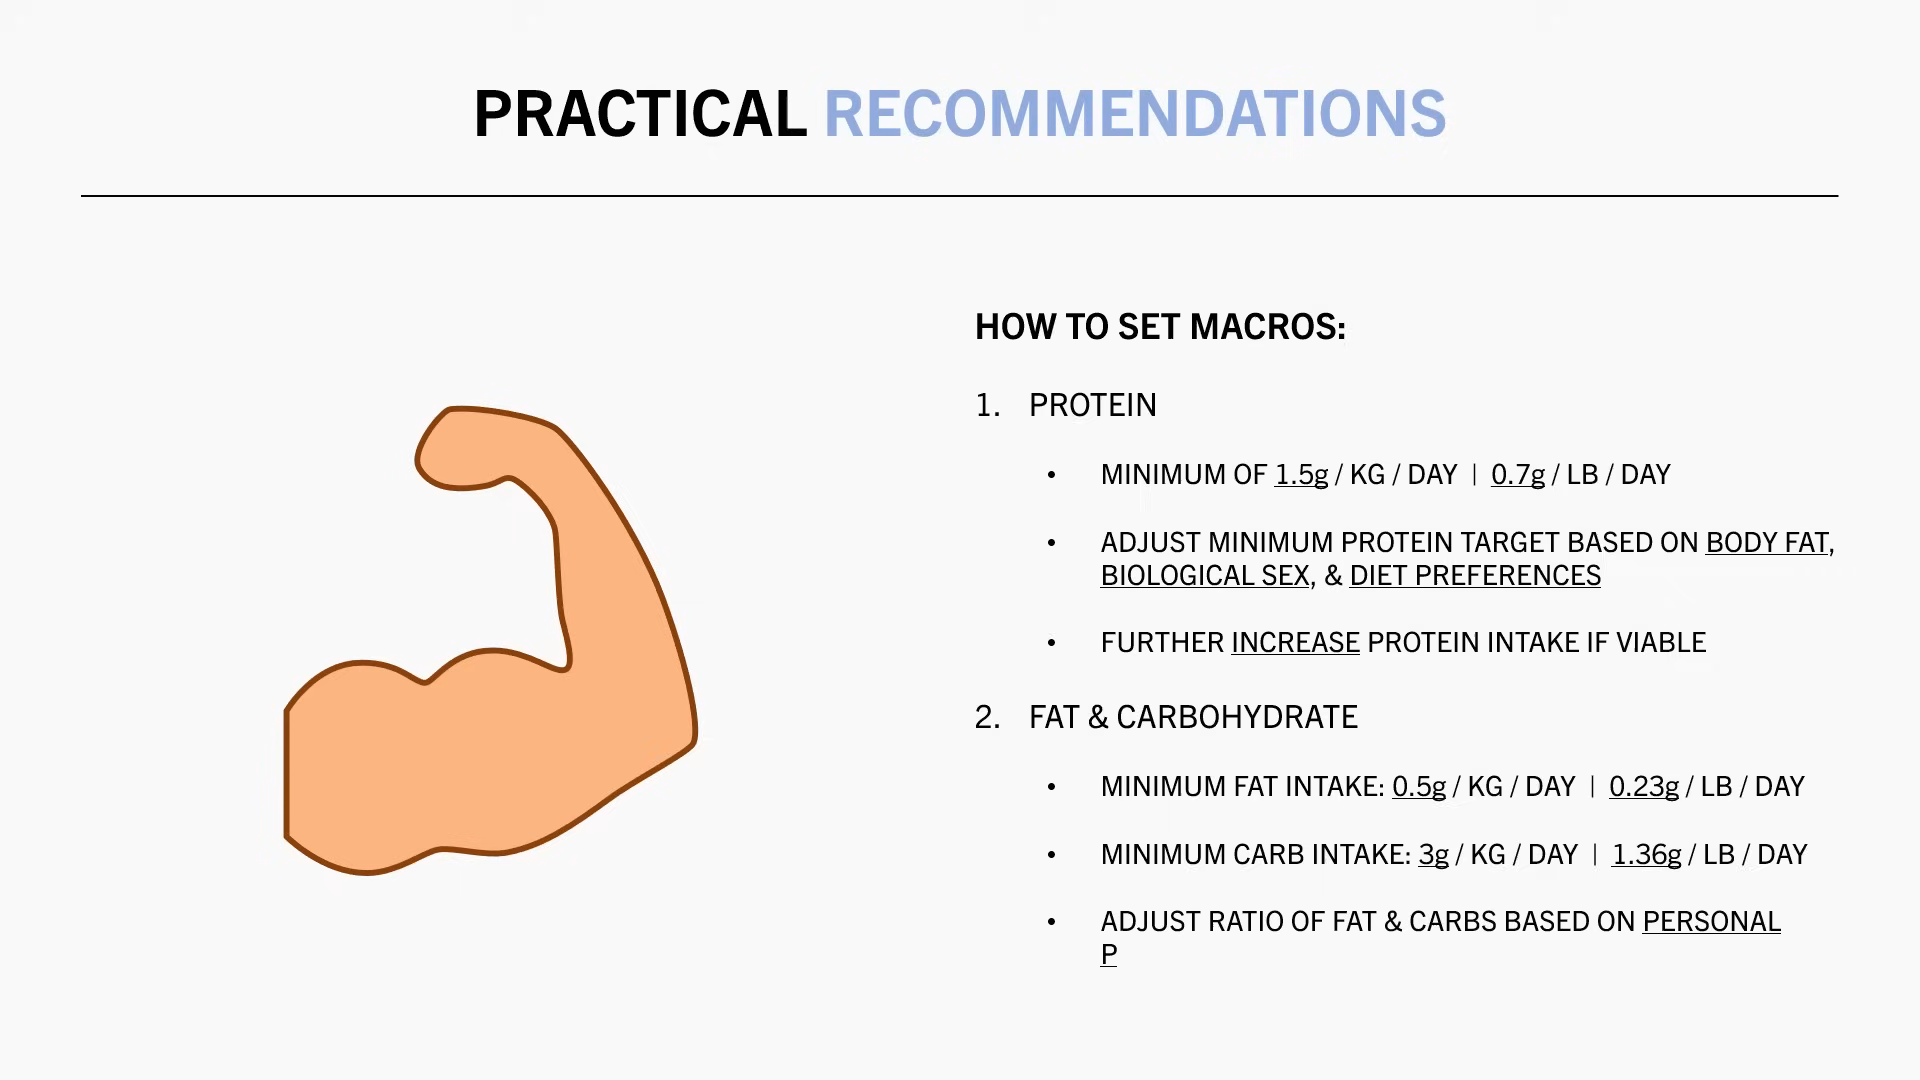 PRACTICAL RECOMMENDATIONS
HOW TO SET MACROS:
1. PROTEIN
• MINIMUM OF 1.5g / KG / DAY | 0.7g / LB / DAY
• ADJUST MINIMUM PROTEIN TARGET BASED ON BODY FAT,
BIOLOGICAL SEX, & DIET PREFERENCES
• FURTHER INCREASE PROTEIN INTAKE IF VIABLE
2. FAT & CARBOHYDRATE
• MINIMUM FAT INTAKE: 0.5g / KG / DAY | 0.23g / LB / DAY
• MINIMUM CARB INTAKE: 3g / KG / DAY | 1.36g / LB / DAY
• ADJUST RATIO OF FAT & CARBS BASED ON PERSONAL
P